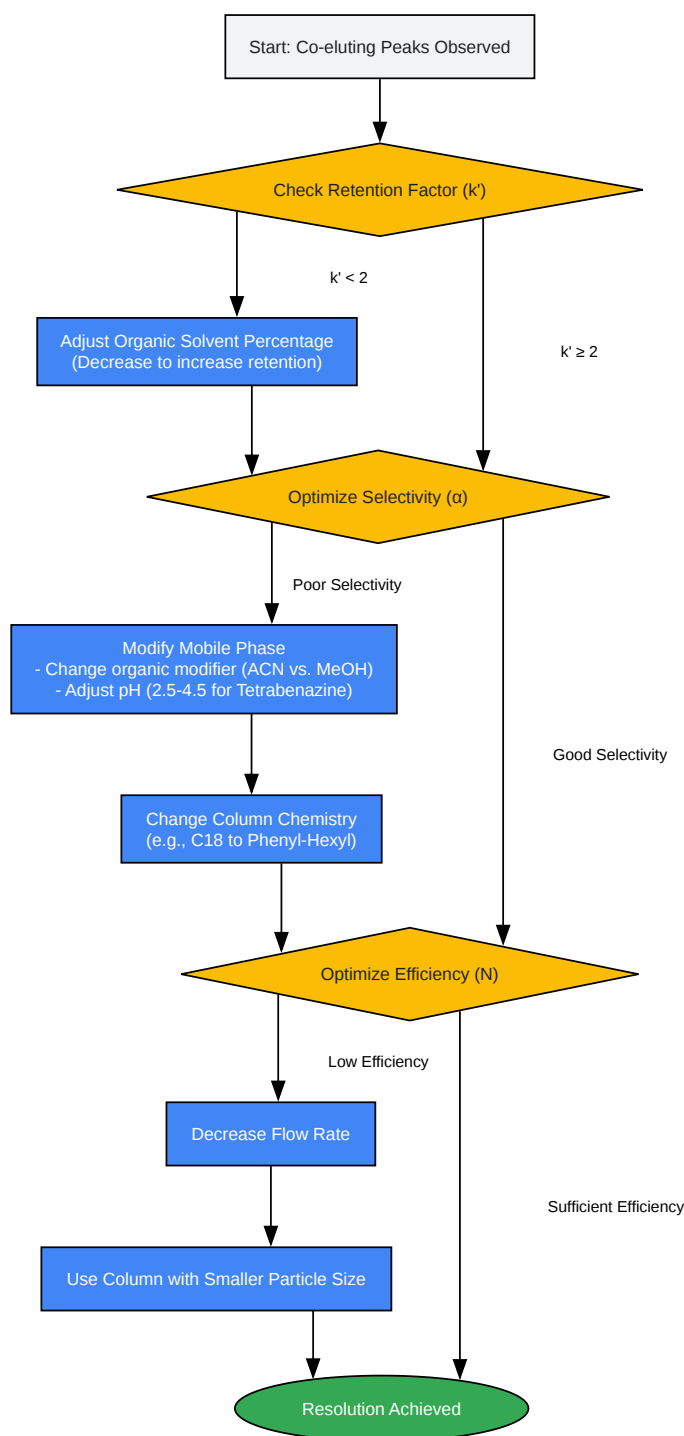 Start: Co-eluting Peaks Observed
Check Retention Factor (k')
k' < 2
Adjust Organic Solvent Percentage
(Decrease to increase retention)
k' ≥ 2
Optimize Selectivity (α)
Poor Selectivity
Modify Mobile Phase
- Change organic modifier (ACN vs. MeOH)
- Adjust pH (2.5-4.5 for Tetrabenazine)
Good Selectivity
Change Column Chemistry
(e.g., C18 to Phenyl-Hexyl)
Optimize Efficiency (N)
Low Efficiency
Decrease Flow Rate
Sufficient Efficiency
Use Column with Smaller Particle Size
Resolution Achieved